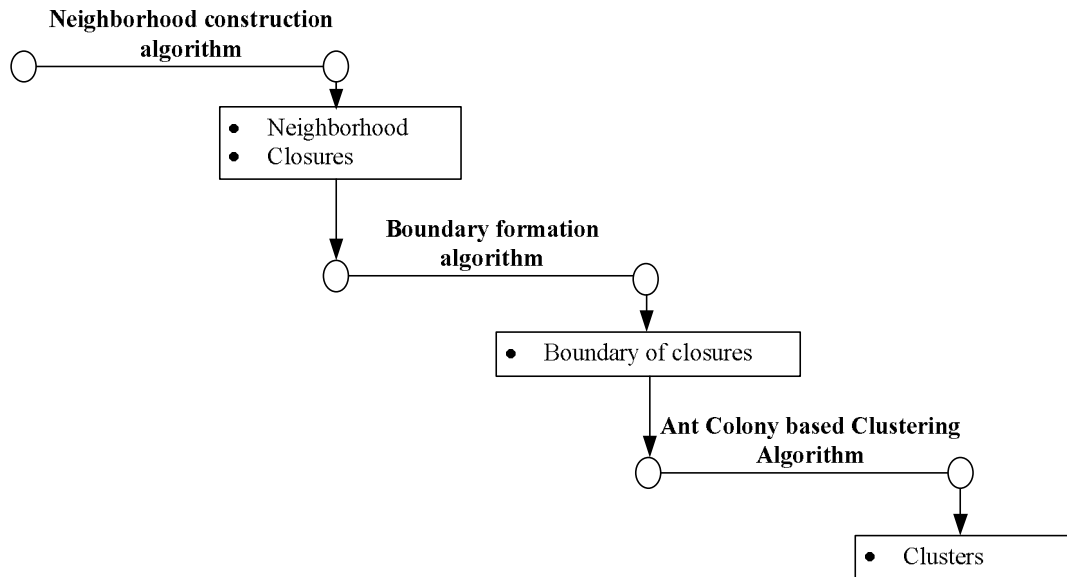 Neighborhood construction
algorithm
• Neighborhood
• Closures
Boundary formation
algorithm
• Boundary of closures
Ant Colony based Clustering
Algorithm
• Clusters